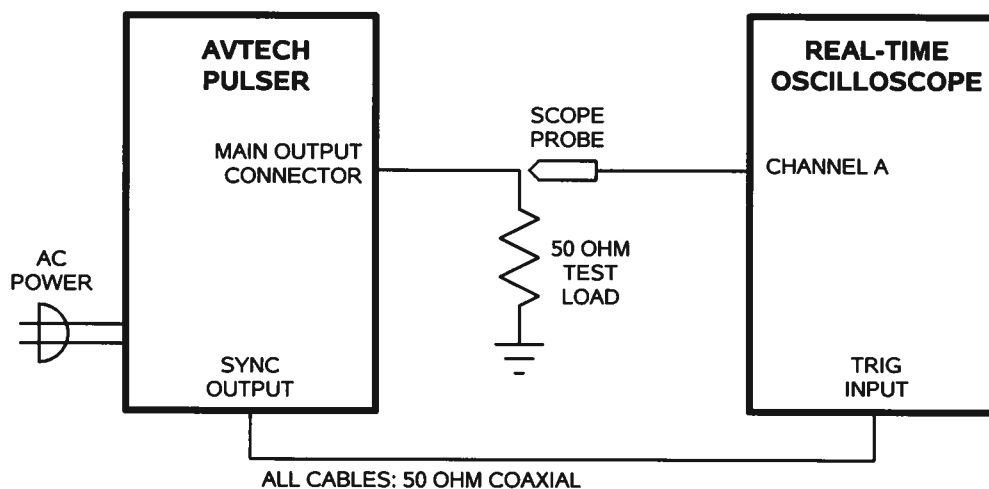 AVTECH
PULSER
MAIN OUTPUT
CONNECTOR
AC
POWER
SYNC
OUTPUT
SCOPE
PROBE
50 OHM
TEST
LOAD
REAL-TIME
OSCILLOSCOPE
CHANNEL A
TRIG
INPUT
ALL CABLES: 50 OHM COAXIAL